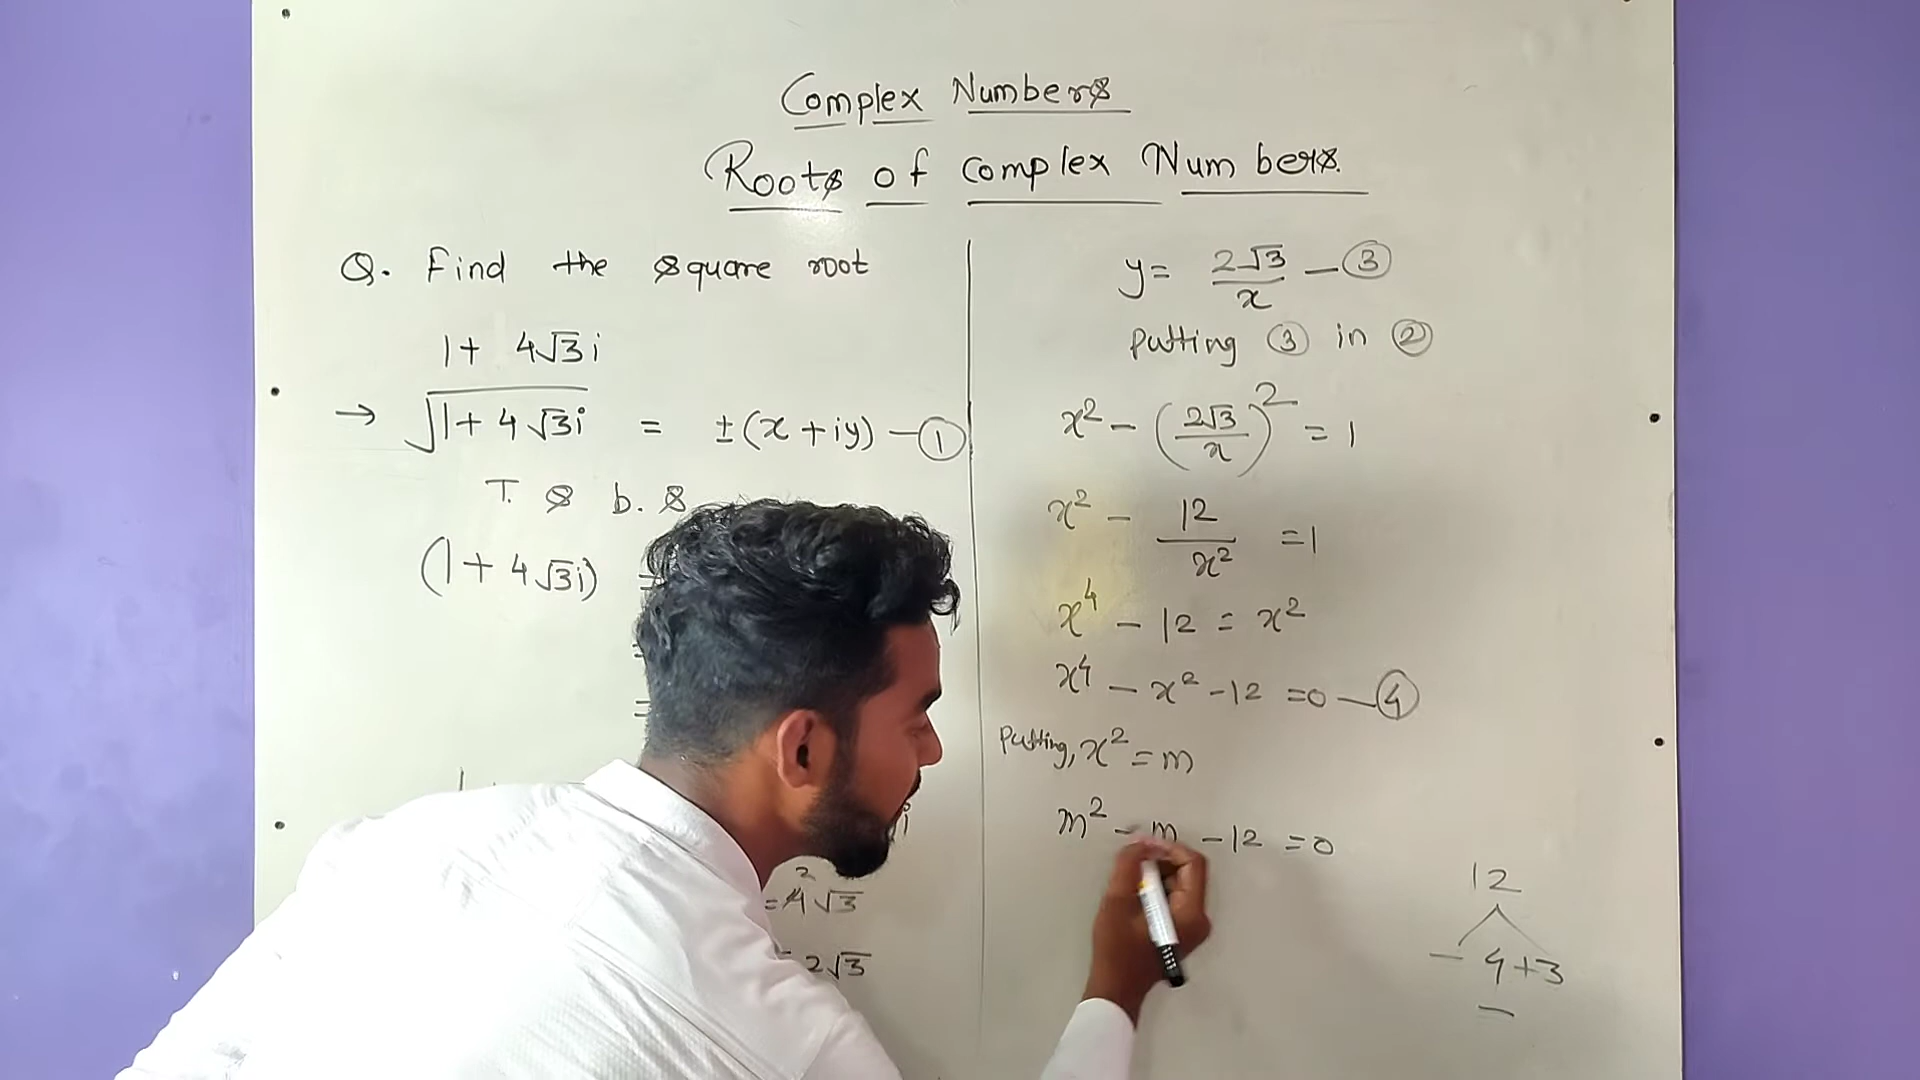 Complex Numbers
Roots of complex Numbers.
Q. Find the square root
1 + 4√3 i
→ √1 + 4√3i = ±(x + iy) — ①
T. S b. S
(1 + 4√3i) =
=
=
i
= 4√3 2
= 2√3
y = 2√3/x — ③
Putting ③ in ②
x² - (2√3/x)² = 1
x² - 12/x² = 1
x⁴ - 12 = x²
x⁴ - x² - 12 = 0 — ④
Putting, x² = m
m² - m - 12 = 0
12
- 4 + 3
-